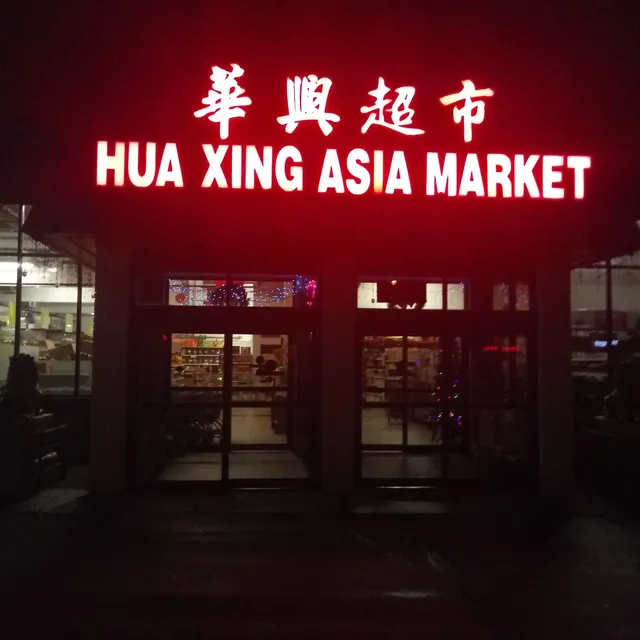 華興超市
HUA XING ASIA MARKET